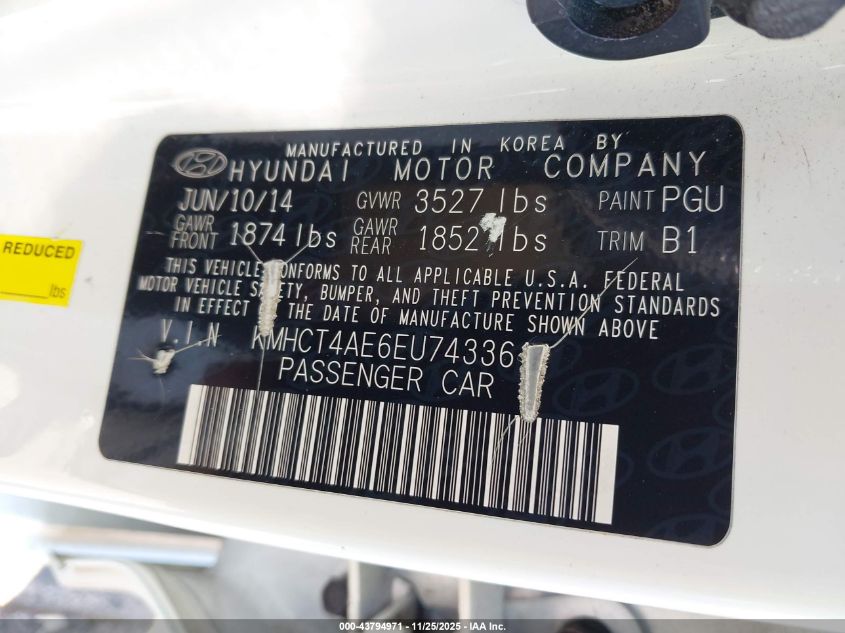 REDUCED
lbs
MANUFACTURED IN KOREA BY
HYUNDAI MOTOR COMPANY
JUN/10/14 GVWR 3527 lbs PAINT PGU
GAWR FRONT 1874 lbs GAWR REAR 1852 lbs TRIM B1
THIS VEHICLE CONFORMS TO ALL APPLICABLE U.S.A. FEDERAL
MOTOR VEHICLE SAFETY, BUMPER, AND THEFT PREVENTION STANDARDS
IN EFFECT THE DATE OF MANUFACTURE SHOWN ABOVE
V.I.N KMHCT4AE6EU74336
PASSENGER CAR
000-43794971 | 11/25/2025 | IAA Inc.